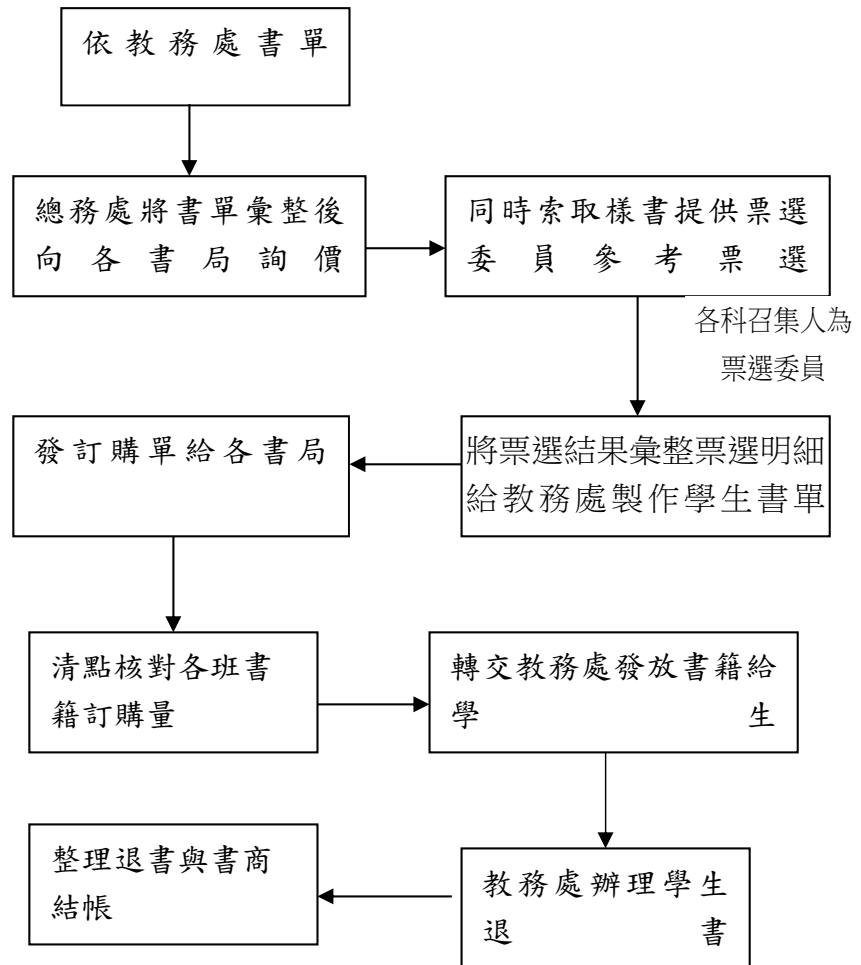 依教務處書單
總務處將書單彙整後
向各書局詢價
同時索取樣書提供票選
委員參考票選
各科召集人為
票選委員
將票選結果彙整票選明細
給教務處製作學生書單
發訂購單給各書局
清點核對各班書
籍訂購量
轉交教務處發放書籍給
學生
教務處辦理學生
退書
整理退書與書商
結帳